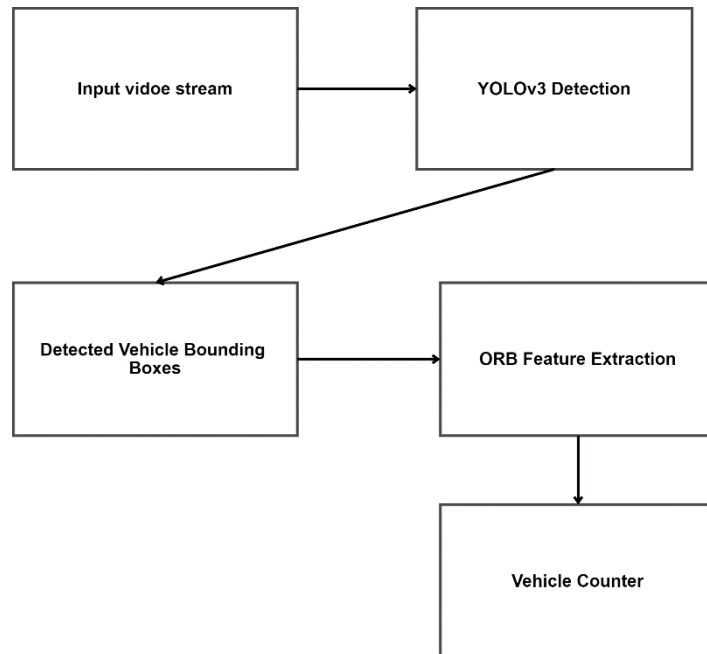 Input vidoe stream
YOLOv3 Detection
Detected Vehicle Bounding
Boxes
ORB Feature Extraction
Vehicle Counter